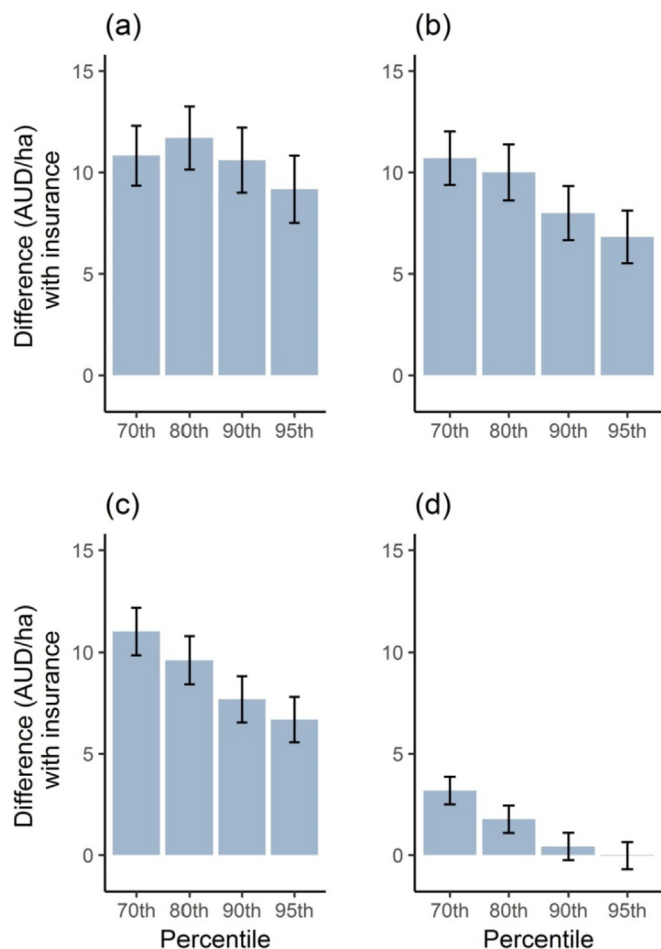 (a)
(b)
Difference (AUD/ha)
with insurance
15
10
5
0
70th 80th 90th 95th
15
10
5
0
70th 80th 90th 95th
(c)
(d)
Difference (AUD/ha)
with insurance
15
10
5
0
70th 80th 90th 95th
Percentile
15
10
5
0
70th 80th 90th 95th
Percentile